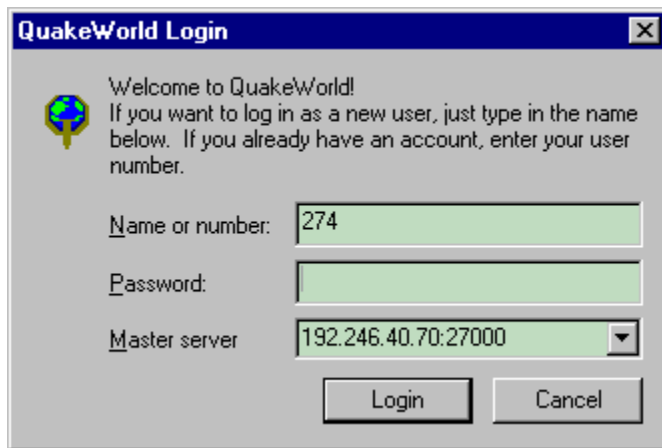 QuakeWorld Login
Welcome to QuakeWorld!
If you want to log in as a new user, just type in the name
below.  If you already have an account, enter your user
number.
Name or number: 274
Password:
Master server 192.246.40.70:27000
Login Cancel